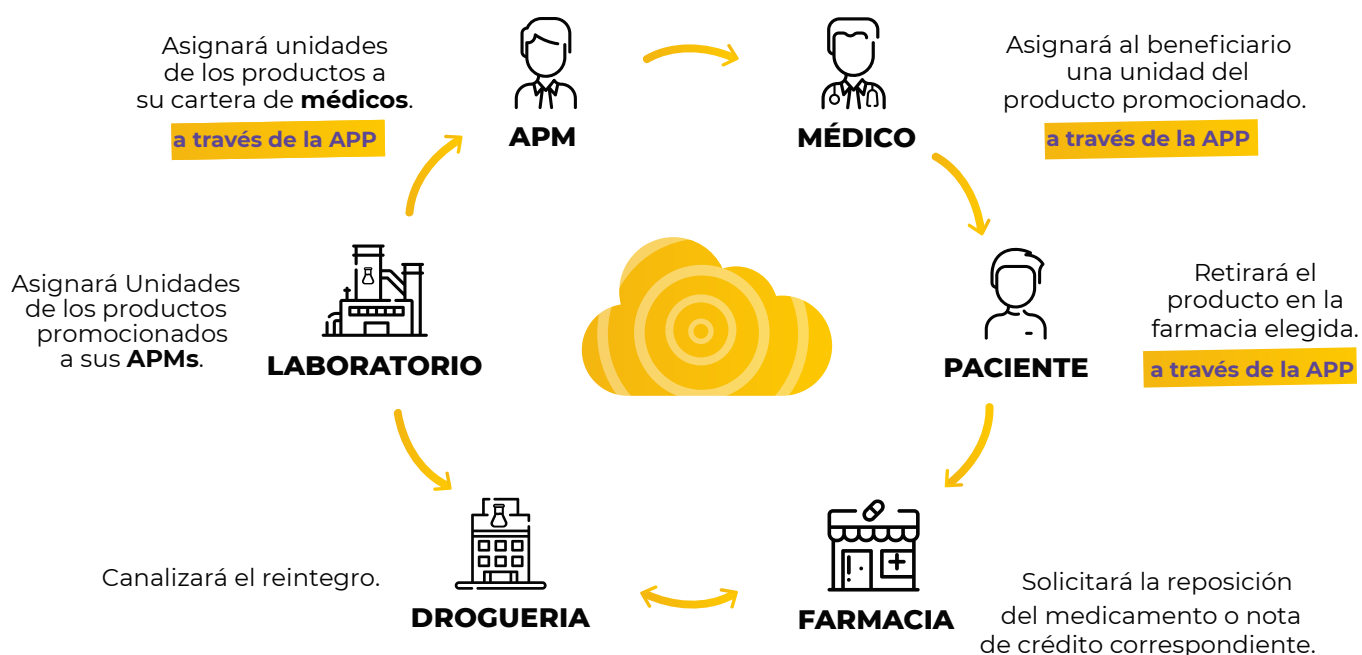 Asignará unidades
de los productos a
su cartera de médicos.
a través de la APP
APM
MÉDICO
Asignará al beneficiario
una unidad del
producto promocionado.
a través de la APP
Asignará Unidades
de los productos
promocionados
a sus APMs.
LABORATORIO
PACIENTE
Retirará el
producto en la
farmacia elegida.
a través de la APP
Canalizará el reintegro.
DROGUERIA
FARMACIA
Solicitará la reposición
del medicamento o nota
de crédito correspondiente.